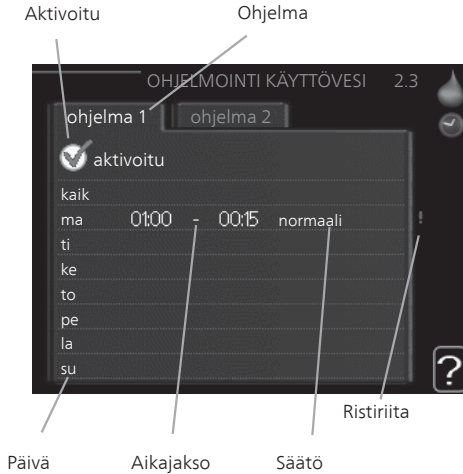 Aktivoitu Ohjelma
OHJELMOINTI KÄYTTÖVESI 2.3
ohjelma 1 ohjelma 2
aktivoitu
kaik
ma 01:00 - 00:15 normaali !
ti
ke
to
pe
la
su
?
Ristiriita
Päivä Aikajakso Säätö